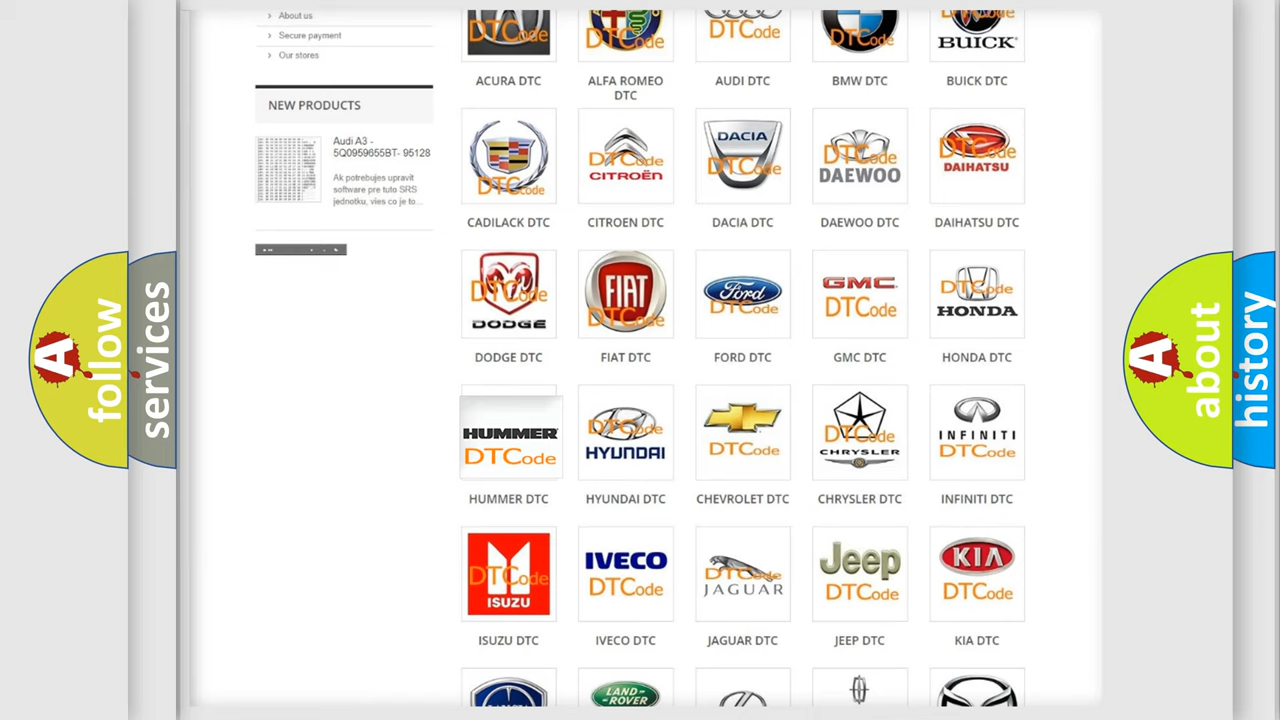 About us
Secure payment
Our stores
NEW PRODUCTS
Audi A3 -
5Q0959655BT- 95128
Ak potrebujes upravit
software pre tuto SRS
jednotku, vies co je to...
DTCode
DTCode
DTCode
DTCode
DTCode
BUICK
ACURA DTC
ALFA ROMEO
DTC
AUDI DTC
BMW DTC
BUICK DTC
DTCode
DTCode
CITROËN
DACIA
DTCode
DTCode
DAEWOO
DTCode
DAIHATSU
CADILACK DTC
CITROEN DTC
DACIA DTC
DAEWOO DTC
DAIHATSU DTC
DTCode
DODGE
FIAT
DTCode
Ford
DTCode
GMC
DTCode
DTCode
HONDA
DODGE DTC
FIAT DTC
FORD DTC
GMC DTC
HONDA DTC
HUMMER
DTCode
DTCode
HYUNDAI
DTCode
DTCode
CHRYSLER
INFINITI
DTCode
HUMMER DTC
HYUNDAI DTC
CHEVROLET DTC
CHRYSLER DTC
INFINITI DTC
DTCode
ISUZU
IVECO
DTCode
DTCode
JAGUAR
Jeep
DTCode
KIA
DTCode
ISUZU DTC
IVECO DTC
JAGUAR DTC
JEEP DTC
KIA DTC
LAND-
ROVER
A
follow
services
A
about
history